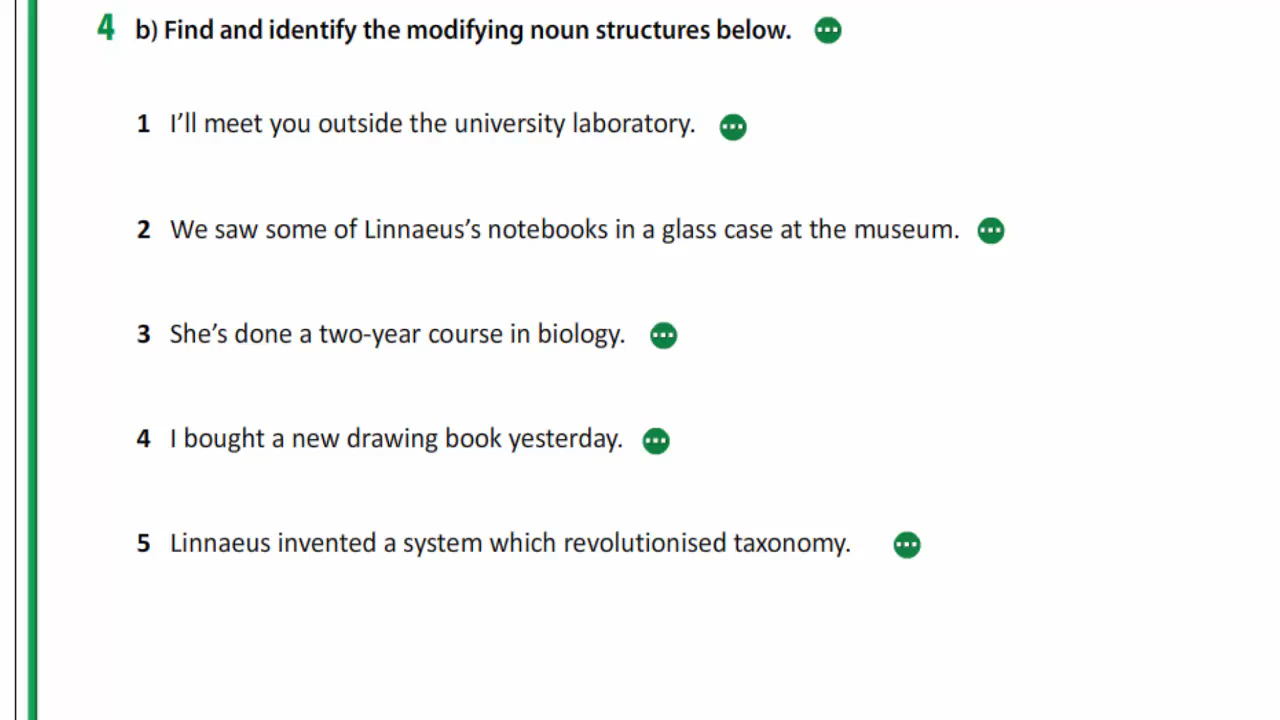 4 b) Find and identify the modifying noun structures below.
1 I’ll meet you outside the university laboratory.
2 We saw some of Linnaeus’s notebooks in a glass case at the museum.
3 She’s done a two-year course in biology.
4 I bought a new drawing book yesterday.
5 Linnaeus invented a system which revolutionised taxonomy.